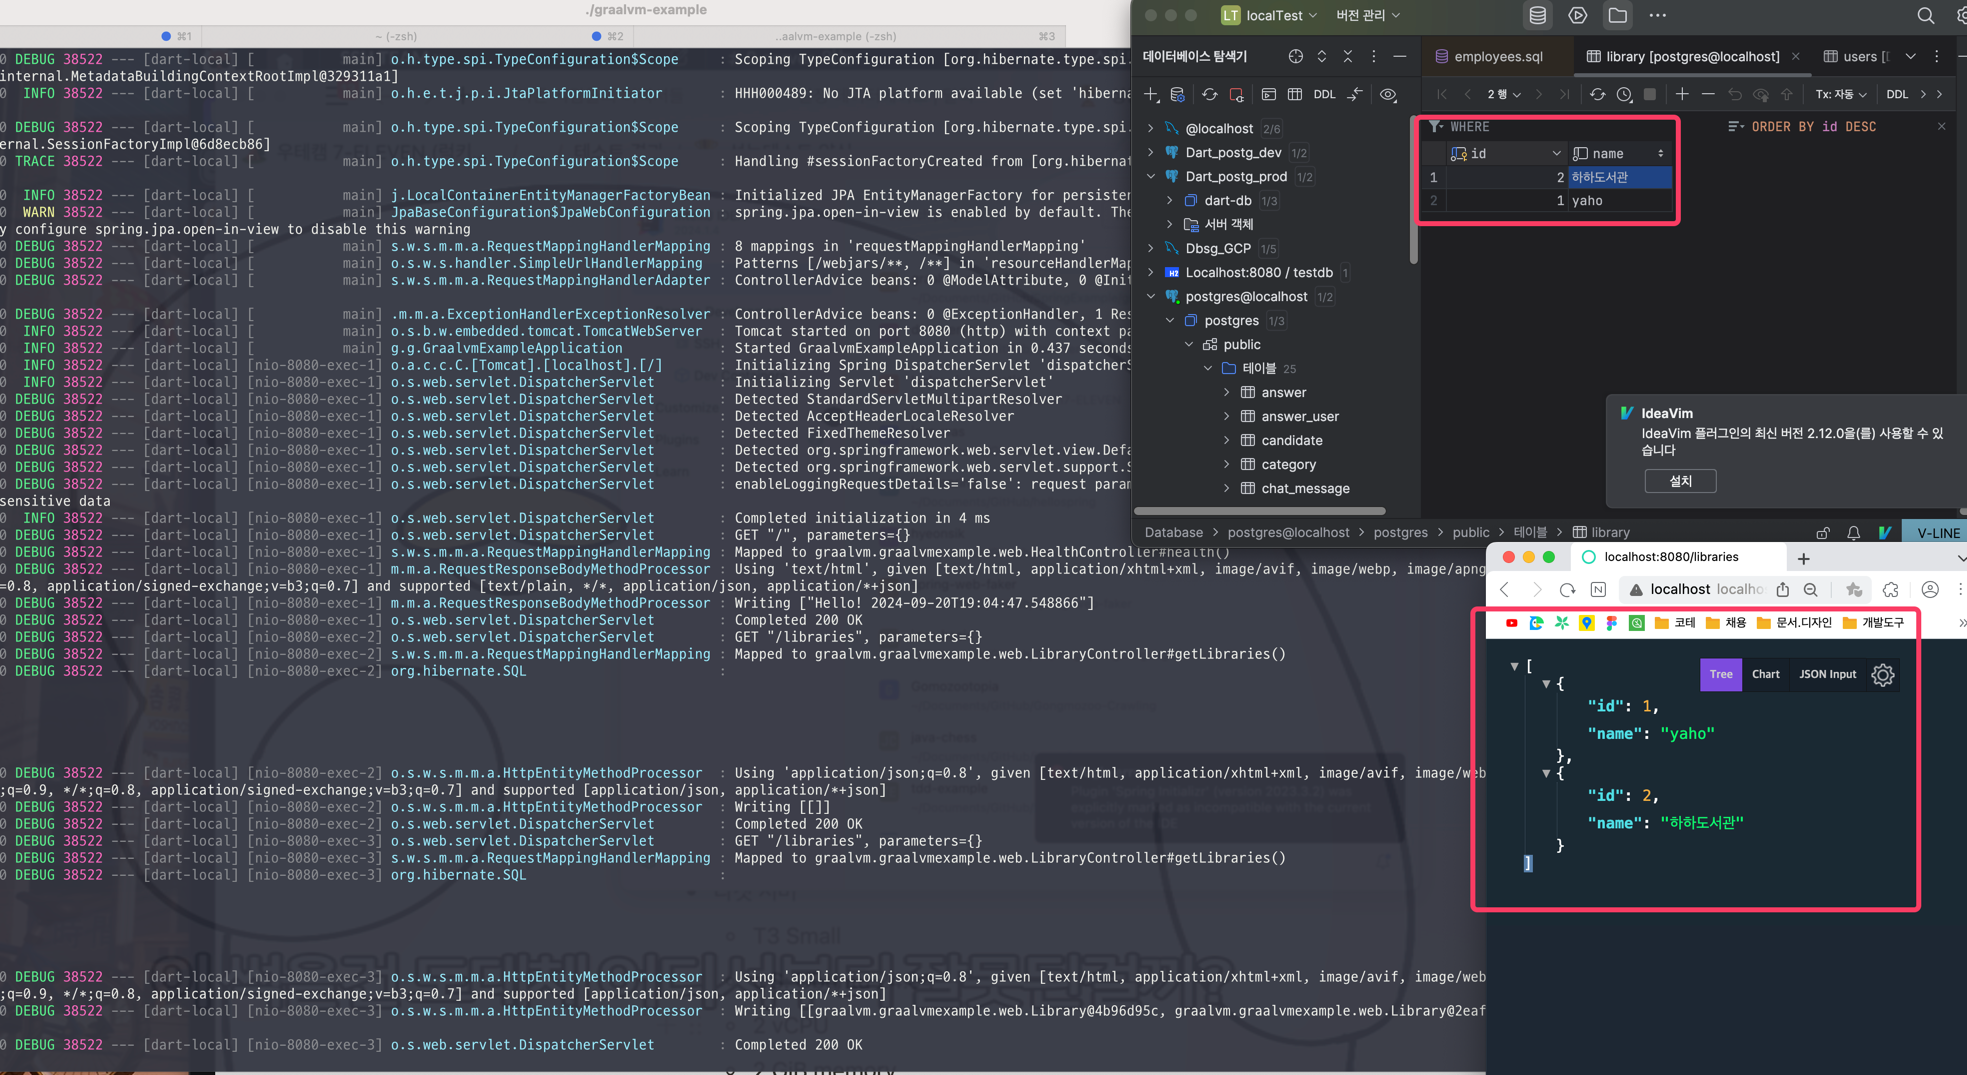 ./graalvm-example
⌘1
~ (-zsh)
⌘2
..aalvm-example (-zsh)
⌘3
0 DEBUG 38522 --- [dart-local] [           main] o.h.type.spi.TypeConfiguration$Scope     : Scoping TypeConfiguration [org.hibernate.type.spi.
internal.MetadataBuildingContextRootImpl@329311a1]
0  INFO 38522 --- [dart-local] [           main] o.h.e.t.j.p.i.JtaPlatformInitiator       : HHH000489: No JTA platform available (set 'hiberna
0 DEBUG 38522 --- [dart-local] [           main] o.h.type.spi.TypeConfiguration$Scope     : Scoping TypeConfiguration [org.hibernate.type.spi.
ernal.SessionFactoryImpl@6d8ecb86]
0 TRACE 38522 --- [dart-local] [           main] o.h.type.spi.TypeConfiguration$Scope     : Handling #sessionFactoryCreated from [org.hibernat
0  INFO 38522 --- [dart-local] [           main] j.LocalContainerEntityManagerFactoryBean : Initialized JPA EntityManagerFactory for persisten
0  WARN 38522 --- [dart-local] [           main] JpaBaseConfiguration$JpaWebConfiguration : spring.jpa.open-in-view is enabled by default. The
y configure spring.jpa.open-in-view to disable this warning
0 DEBUG 38522 --- [dart-local] [           main] s.w.s.m.m.a.RequestMappingHandlerMapping : 8 mappings in 'requestMappingHandlerMapping'
0 DEBUG 38522 --- [dart-local] [           main] o.s.w.s.handler.SimpleUrlHandlerMapping  : Patterns [/webjars/**, /**] in 'resourceHandlerMap
0 DEBUG 38522 --- [dart-local] [           main] s.w.s.m.m.a.RequestMappingHandlerAdapter : ControllerAdvice beans: 0 @ModelAttribute, 0 @Init
0 DEBUG 38522 --- [dart-local] [           main] .m.m.a.ExceptionHandlerExceptionResolver : ControllerAdvice beans: 0 @ExceptionHandler, 1 Res
0  INFO 38522 --- [dart-local] [           main] o.s.b.w.embedded.tomcat.TomcatWebServer  : Tomcat started on port 8080 (http) with context pa
0  INFO 38522 --- [dart-local] [           main] g.g.GraalvmExampleApplication            : Started GraalvmExampleApplication in 0.437 seconds
0  INFO 38522 --- [dart-local] [nio-8080-exec-1] o.a.c.c.C.[Tomcat].[localhost].[/]       : Initializing Spring DispatcherServlet 'dispatcherS
0  INFO 38522 --- [dart-local] [nio-8080-exec-1] o.s.web.servlet.DispatcherServlet        : Initializing Servlet 'dispatcherServlet'
0 DEBUG 38522 --- [dart-local] [nio-8080-exec-1] o.s.web.servlet.DispatcherServlet        : Detected StandardServletMultipartResolver
0 DEBUG 38522 --- [dart-local] [nio-8080-exec-1] o.s.web.servlet.DispatcherServlet        : Detected AcceptHeaderLocaleResolver
0 DEBUG 38522 --- [dart-local] [nio-8080-exec-1] o.s.web.servlet.DispatcherServlet        : Detected FixedThemeResolver
0 DEBUG 38522 --- [dart-local] [nio-8080-exec-1] o.s.web.servlet.DispatcherServlet        : Detected org.springframework.web.servlet.view.Defa
0 DEBUG 38522 --- [dart-local] [nio-8080-exec-1] o.s.web.servlet.DispatcherServlet        : Detected org.springframework.web.servlet.support.S
0 DEBUG 38522 --- [dart-local] [nio-8080-exec-1] o.s.web.servlet.DispatcherServlet        : enableLoggingRequestDetails='false': request param
sensitive data
0  INFO 38522 --- [dart-local] [nio-8080-exec-1] o.s.web.servlet.DispatcherServlet        : Completed initialization in 4 ms
0 DEBUG 38522 --- [dart-local] [nio-8080-exec-1] o.s.web.servlet.DispatcherServlet        : GET "/", parameters={}
0 DEBUG 38522 --- [dart-local] [nio-8080-exec-1] s.w.s.m.m.a.RequestMappingHandlerMapping : Mapped to graalvm.graalvmexample.web.HealthController#health()
0 DEBUG 38522 --- [dart-local] [nio-8080-exec-1] m.m.a.RequestResponseBodyMethodProcessor : Using 'text/html', given [text/html, application/xhtml+xml, image/avif, image/webp, image/apng
=0.8, application/signed-exchange;v=b3;q=0.7] and supported [text/plain, */*, application/json, application/*+json]
0 DEBUG 38522 --- [dart-local] [nio-8080-exec-1] m.m.a.RequestResponseBodyMethodProcessor : Writing ["Hello! 2024-09-20T19:04:47.548866"]
0 DEBUG 38522 --- [dart-local] [nio-8080-exec-1] o.s.web.servlet.DispatcherServlet        : Completed 200 OK
0 DEBUG 38522 --- [dart-local] [nio-8080-exec-2] o.s.web.servlet.DispatcherServlet        : GET "/libraries", parameters={}
0 DEBUG 38522 --- [dart-local] [nio-8080-exec-2] s.w.s.m.m.a.RequestMappingHandlerMapping : Mapped to graalvm.graalvmexample.web.LibraryController#getLibraries()
0 DEBUG 38522 --- [dart-local] [nio-8080-exec-2] org.hibernate.SQL                        :
0 DEBUG 38522 --- [dart-local] [nio-8080-exec-2] o.s.w.s.m.m.a.HttpEntityMethodProcessor  : Using 'application/json;q=0.8', given [text/html, application/xhtml+xml, image/avif, image/web
;q=0.9, */*;q=0.8, application/signed-exchange;v=b3;q=0.7] and supported [application/json, application/*+json]
0 DEBUG 38522 --- [dart-local] [nio-8080-exec-2] o.s.w.s.m.m.a.HttpEntityMethodProcessor  : Writing [[]]
0 DEBUG 38522 --- [dart-local] [nio-8080-exec-2] o.s.web.servlet.DispatcherServlet        : Completed 200 OK
0 DEBUG 38522 --- [dart-local] [nio-8080-exec-3] o.s.web.servlet.DispatcherServlet        : GET "/libraries", parameters={}
0 DEBUG 38522 --- [dart-local] [nio-8080-exec-3] s.w.s.m.m.a.RequestMappingHandlerMapping : Mapped to graalvm.graalvmexample.web.LibraryController#getLibraries()
0 DEBUG 38522 --- [dart-local] [nio-8080-exec-3] org.hibernate.SQL                        :
T3 Small
0 DEBUG 38522 --- [dart-local] [nio-8080-exec-3] o.s.w.s.m.m.a.HttpEntityMethodProcessor  : Using 'application/json;q=0.8', given [text/html, application/xhtml+xml, image/avif, image/web
;q=0.9, */*;q=0.8, application/signed-exchange;v=b3;q=0.7] and supported [application/json, application/*+json]
0 DEBUG 38522 --- [dart-local] [nio-8080-exec-3] o.s.w.s.m.m.a.HttpEntityMethodProcessor  : Writing [[graalvm.graalvmexample.web.Library@4b96d95c, graalvm.graalvmexample.web.Library@2eaf
2 vCPU
0 DEBUG 38522 --- [dart-local] [nio-8080-exec-3] o.s.web.servlet.DispatcherServlet        : Completed 200 OK
LT localTest
버전 관리
데이터베이스 탐색기
employees.sql
library [postgres@localhost]
users [
DDL
2 행
Tx: 자동
DDL
@localhost 2/6
Dart_postg_dev 1/2
Dart_postg_prod 1/2
dart-db 1/3
서버 객체
Dbsg_GCP 1/5
H2 Localhost:8080 / testdb 1
postgres@localhost 1/2
postgres 1/3
public
테이블 25
answer
answer_user
candidate
category
chat_message
WHERE
ORDER BY id DESC
id name
1 2 하하도서관
2 1 yaho
IdeaVim
IdeaVim 플러그인의 최신 버전 2.12.0을(를) 사용할 수 있
습니다
설치
Database > postgres@localhost > postgres > public > 테이블 > library
V-LINE
localhost:8080/libraries
localhost localho
코테
채용
문서.디자인
개발도구
Tree
Chart
JSON Input
[
{
"id": 1,
"name": "yaho"
},
{
"id": 2,
"name": "하하도서관"
}
]